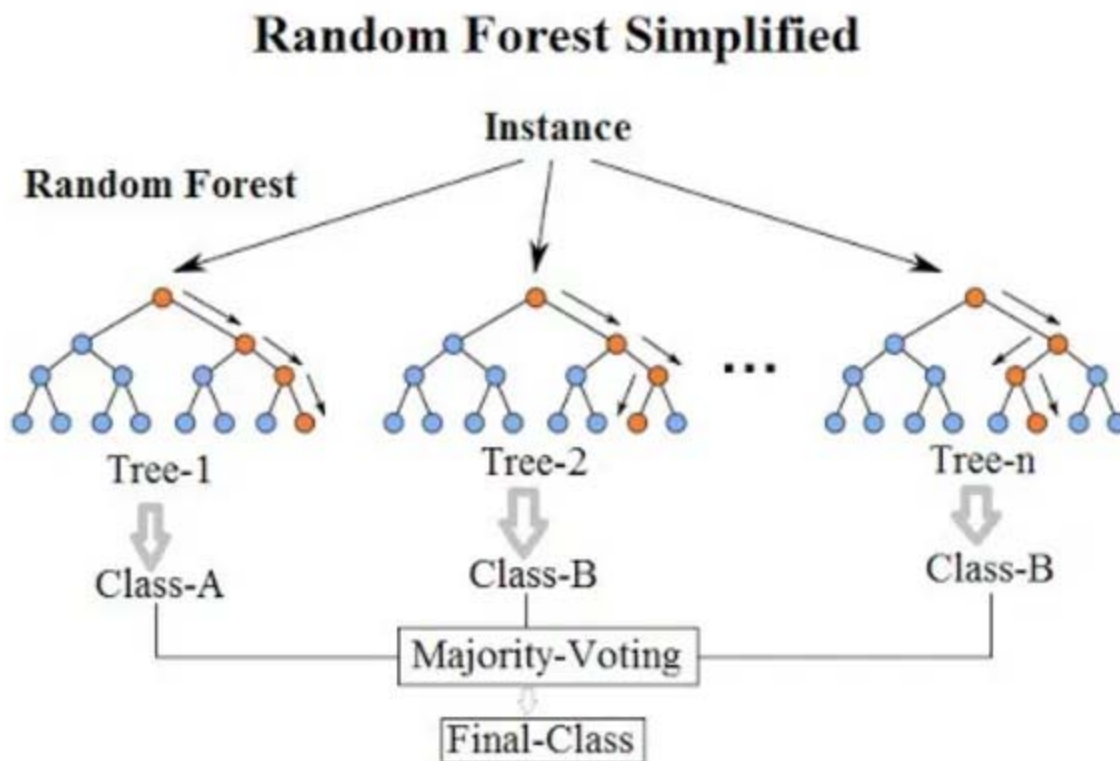 Random Forest Simplified
Instance
Random Forest
...
Tree-1
Tree-2
Tree-n
Class-A
Class-B
Class-B
Majority-Voting
Final-Class